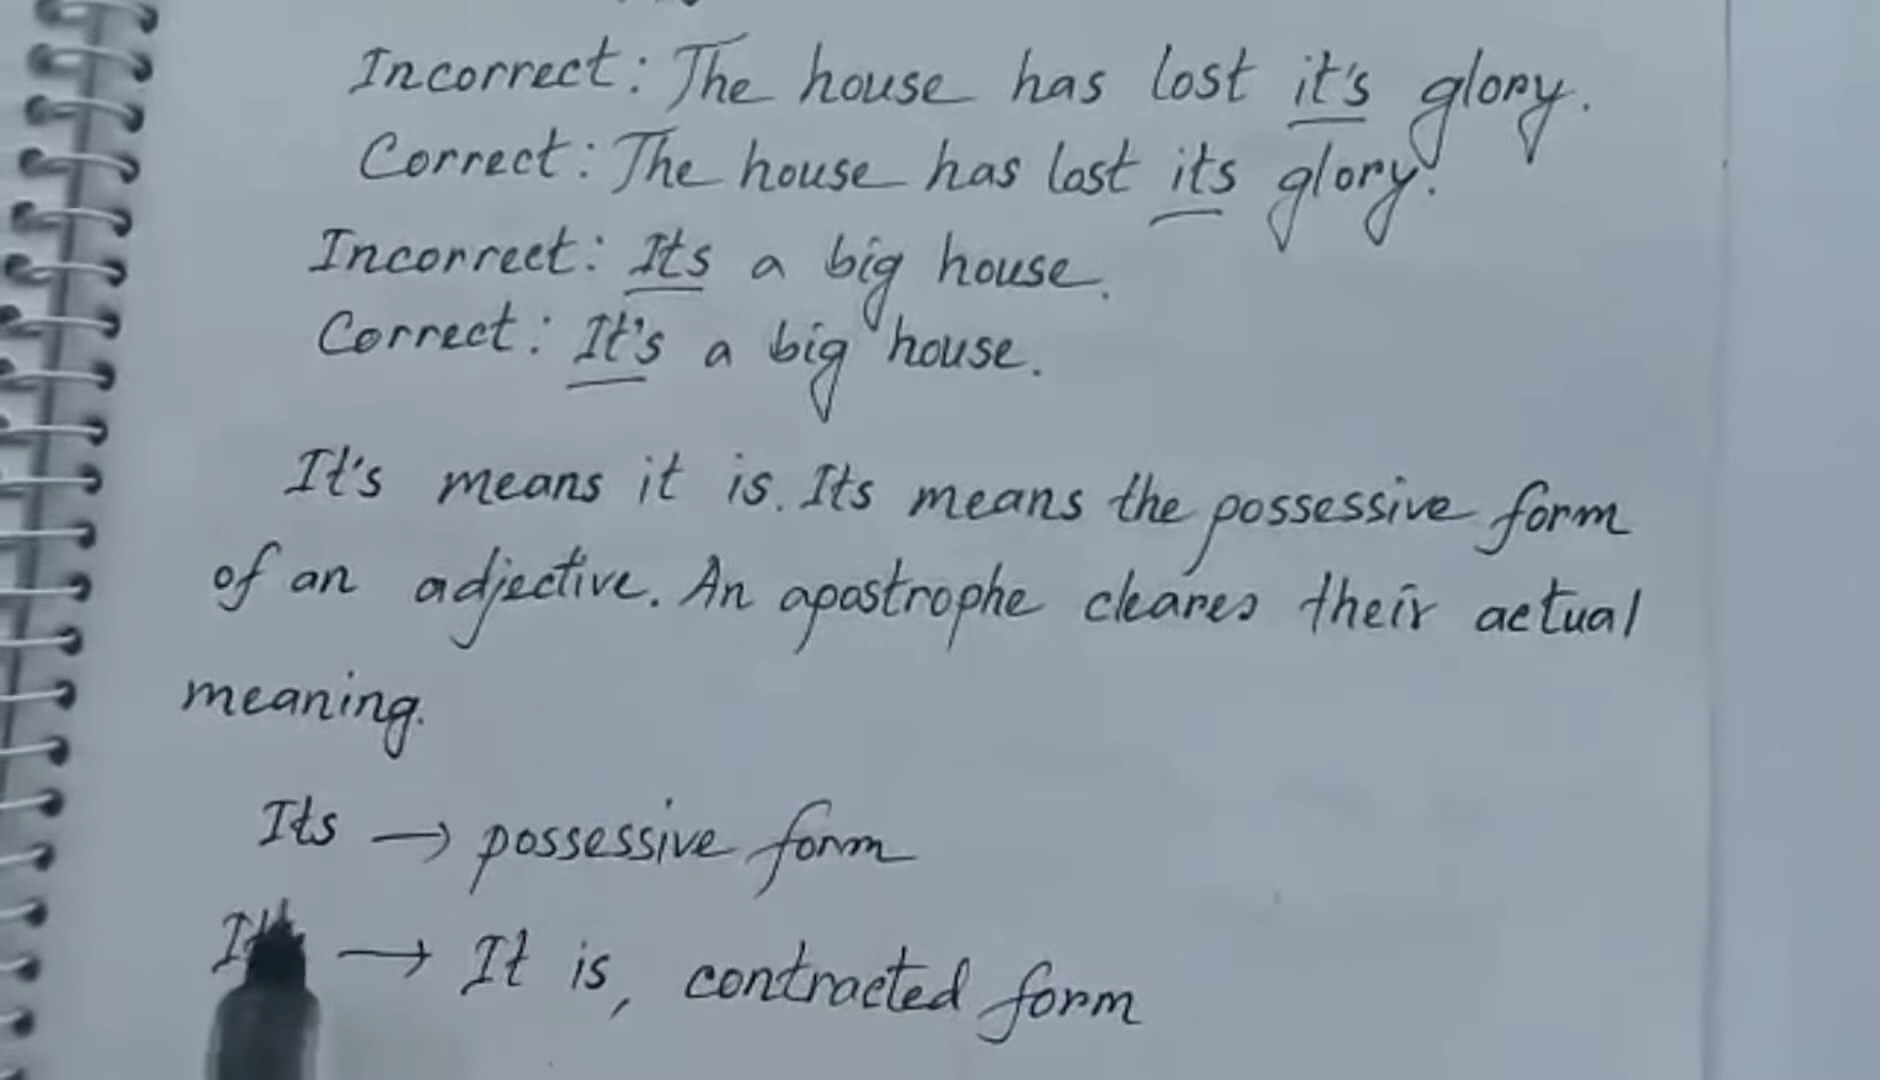 Incorrect: The house has lost it's glory.
Correct: The house has lost its glory.
Incorrect: Its a big house.
Correct: It's a big house.
It's means it is. Its means the possessive form
of an adjective. An apostrophe cleares their actual
meaning.
Its → possessive form
→ It is, contracted form